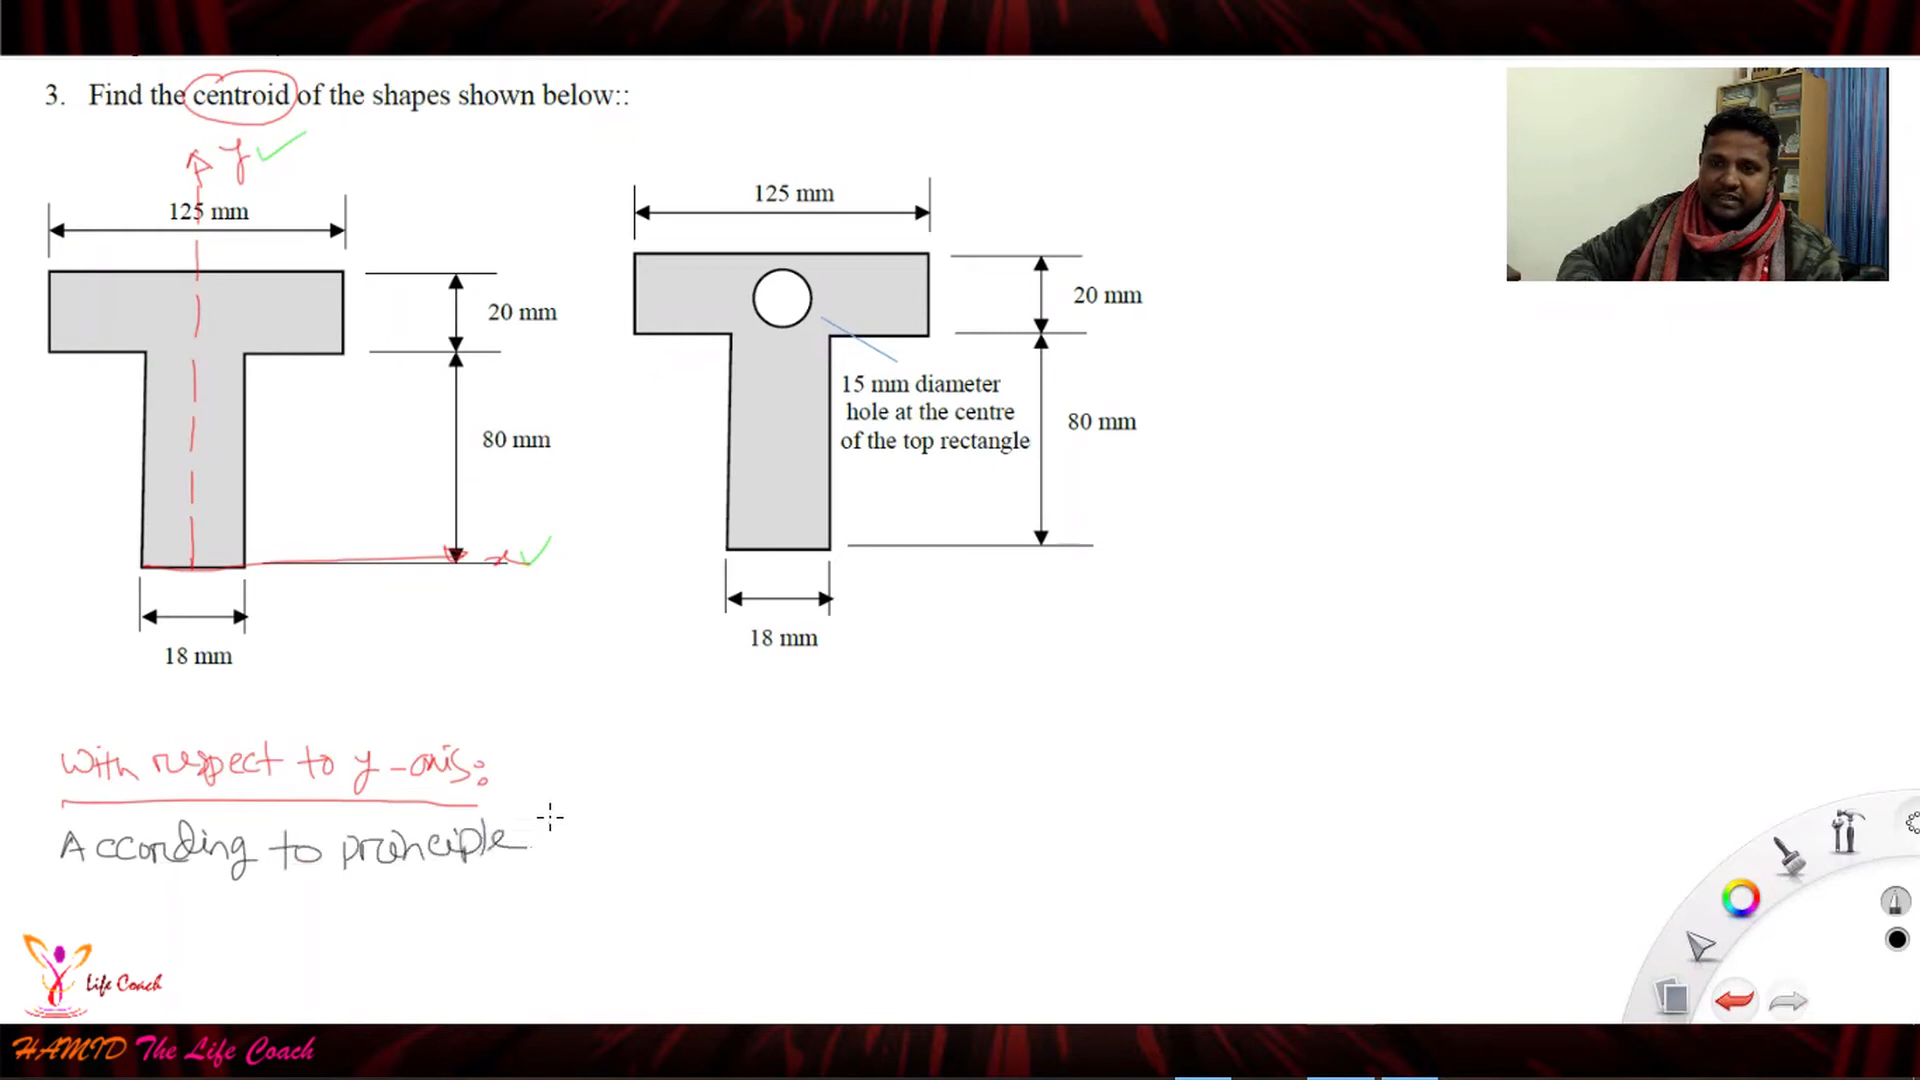 3. Find the centroid of the shapes shown below::
y
125 mm
20 mm
80 mm
x
18 mm
125 mm
20 mm
15 mm diameter
hole at the centre
of the top rectangle
80 mm
18 mm
with respect to y-axis:
According to principle
Life Coach
HAMID The Life Coach